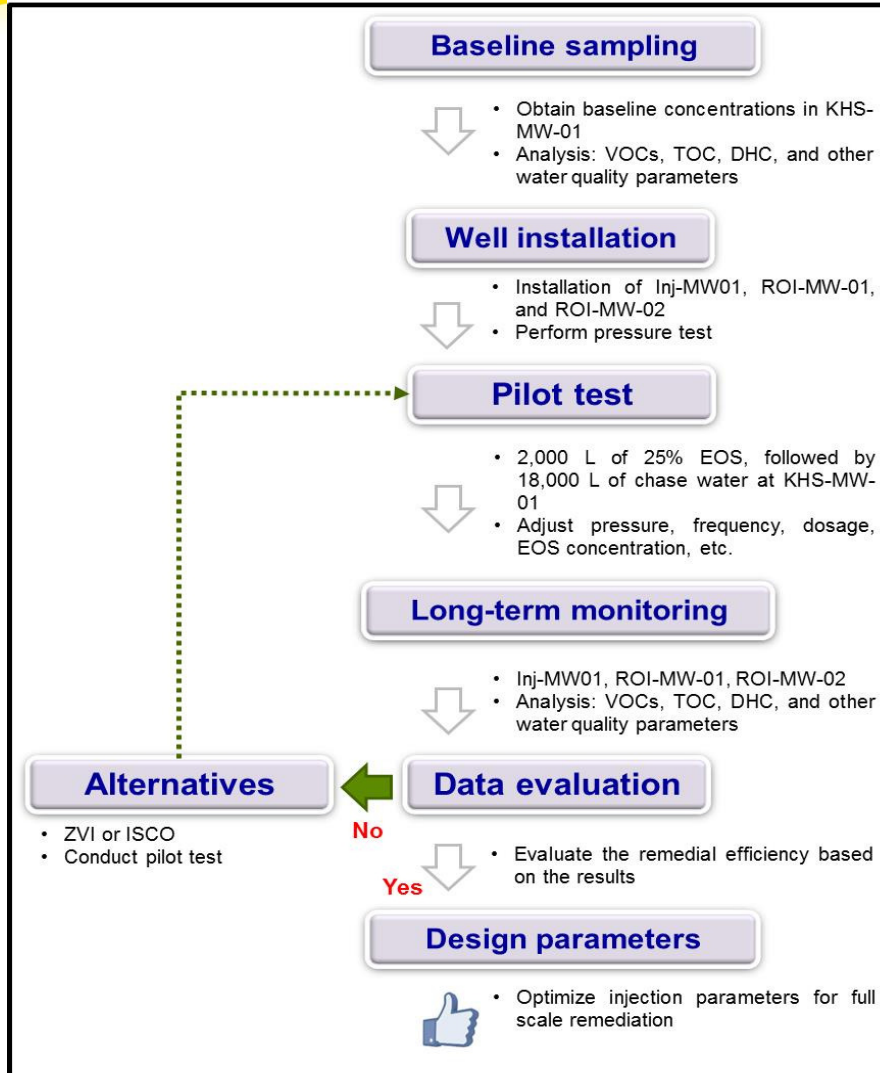 Baseline sampling
• Obtain baseline concentrations in KHS-
MW-01
• Analysis: VOCs, TOC, DHC, and other
water quality parameters
Well installation
• Installation of Inj-MW01, ROI-MW-01,
and ROI-MW-02
• Perform pressure test
Pilot test
• 2,000 L of 25% EOS, followed by
18,000 L of chase water at KHS-MW-
01
• Adjust pressure, frequency, dosage,
EOS concentration, etc.
Long-term monitoring
• Inj-MW01, ROI-MW-01, ROI-MW-02
• Analysis: VOCs, TOC, DHC, and other
water quality parameters
Alternatives
• ZVI or ISCO
• Conduct pilot test
Data evaluation
No
Yes
• Evaluate the remedial efficiency based
on the results
Design parameters
• Optimize injection parameters for full
scale remediation